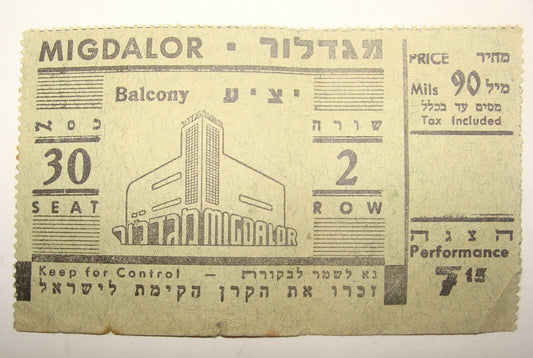 MIGDALOR · מגדלור
Balcony יציע
כסא
30
SEAT
שורה
2
ROW
מגדלור MIGDALOR
Keep for Control – נא לשמר לבקורת
זכרו את הקרן הקימת לישראל
PRICE מחיר
Mils 90 מיל
מסים עד בכלל
Tax Included
הצגה
Performance
7 15